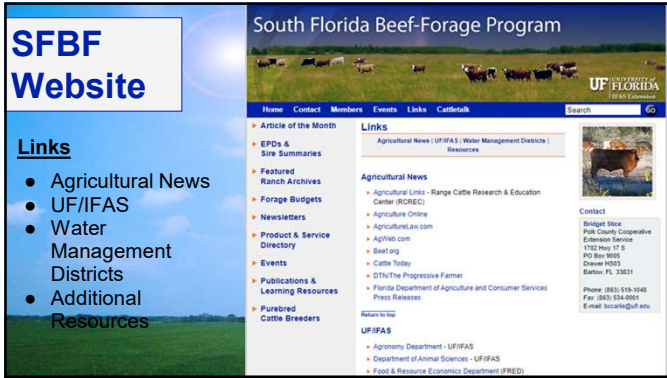 SFBF
Website
Links
● Agricultural News
● UF/IFAS
● Water
Management
Districts
● Additional
Resources
South Florida Beef-Forage Program
UF UNIVERSITY of
FLORIDA
IFAS Extension
Home Contact Members Events Links Cattletalk
Search Go
Article of the Month
EPDs &
Sire Summaries
Featured
Ranch Archives
Forage Budgets
Newsletters
Product & Service
Directory
Events
Publications &
Learning Resources
Purebred
Cattle Breeders
Links
Agricultural News | UF/IFAS | Water Management Districts |
Resources
Agricultural News
Agricultural Links - Range Cattle Research & Education
Center (RCREC)
Agriculture Online
AgricultureLaw.com
AgWeb.com
Beef.org
Cattle Today
DTN/The Progressive Farmer
Florida Department of Agriculture and Consumer Services
Press Releases
Return to top
UF/IFAS
Agronomy Department - UF/IFAS
Department of Animal Sciences - UF/IFAS
Food & Resource Economics Department (FRED)
Contact
Bridget Stice
Polk County Cooperative
Extension Service
1702 Hwy 17 S
PO Box 9005
Drawer HS03
Bartow, FL 33831
Phone: (863) 519-1048
Fax: (863) 534-0001
E-mail: bccarlis@ufl.edu